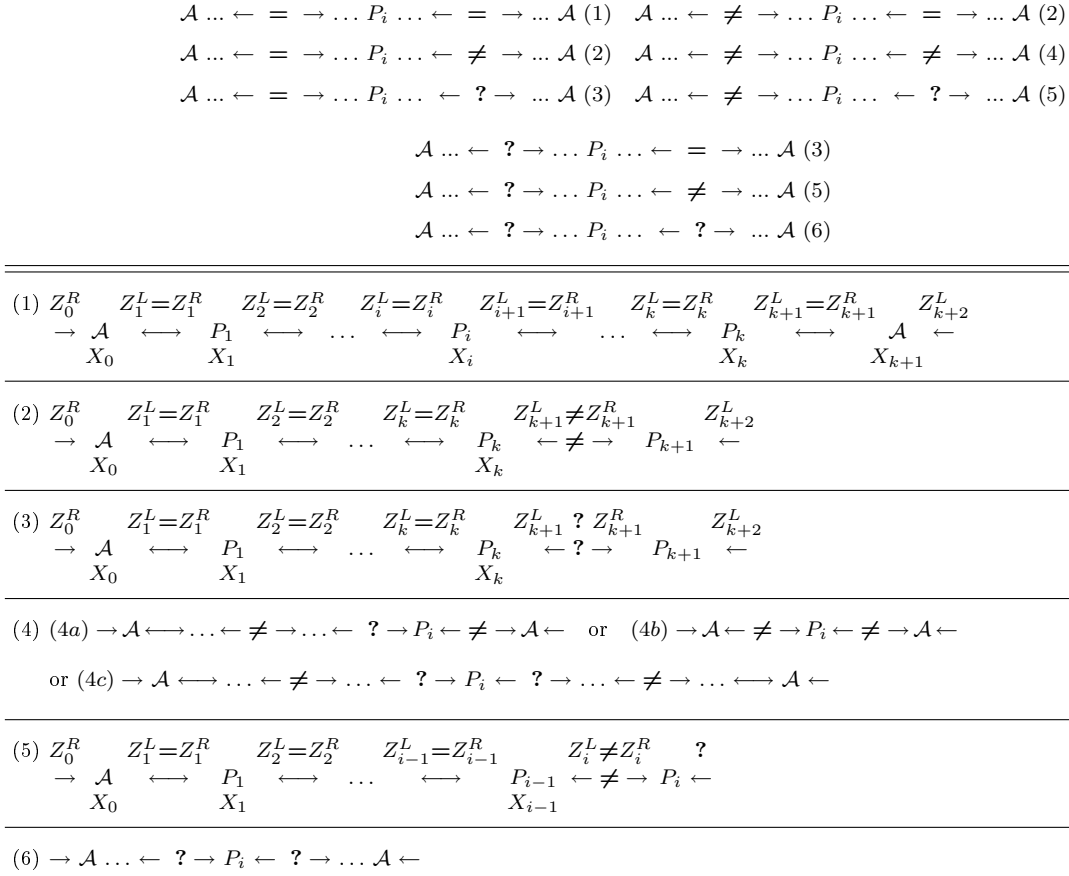 𝒜 ... ← = → … P_i … ← = → ... 𝒜 (1) 𝒜 ... ← ≠ → … P_i … ← = → ... 𝒜 (2)
𝒜 ... ← = → … P_i … ← ≠ → ... 𝒜 (2) 𝒜 ... ← ≠ → … P_i … ← ≠ → ... 𝒜 (4)
𝒜 ... ← = → … P_i … ← ? → ... 𝒜 (3) 𝒜 ... ← ≠ → … P_i … ← ? → ... 𝒜 (5)
𝒜 ... ← ? → … P_i … ← = → ... 𝒜 (3)
𝒜 ... ← ? → … P_i … ← ≠ → ... 𝒜 (5)
𝒜 ... ← ? → … P_i … ← ? → ... 𝒜 (6)
(1) Z_0^R Z_1^L=Z_1^R Z_2^L=Z_2^R Z_i^L=Z_i^R Z_{i+1}^L=Z_{i+1}^R Z_k^L=Z_k^R Z_{k+1}^L=Z_{k+1}^R Z_{k+2}^L
→ 𝒜 ⟷ P_1 ⟷ … ⟷ P_i ⟷ … ⟷ P_k ⟷ 𝒜 ←
X_0 X_1 X_i X_k X_{k+1}
(2) Z_0^R Z_1^L=Z_1^R Z_2^L=Z_2^R Z_k^L=Z_k^R Z_{k+1}^L≠Z_{k+1}^R Z_{k+2}^L
→ 𝒜 ⟷ P_1 ⟷ … ⟷ P_k ← ≠ → P_{k+1} ←
X_0 X_1 X_k
(3) Z_0^R Z_1^L=Z_1^R Z_2^L=Z_2^R Z_k^L=Z_k^R Z_{k+1}^L ? Z_{k+1}^R Z_{k+2}^L
→ 𝒜 ⟷ P_1 ⟷ … ⟷ P_k ← ? → P_{k+1} ←
X_0 X_1 X_k
(4) (4a) → 𝒜 ⟷ … ← ≠ → … ← ? → P_i ← ≠ → 𝒜 ← or (4b) → 𝒜 ← ≠ → P_i ← ≠ → 𝒜 ←
or (4c) → 𝒜 ⟷ … ← ≠ → … ← ? → P_i ← ? → … ← ≠ → … ⟷ 𝒜 ←
(5) Z_0^R Z_1^L=Z_1^R Z_2^L=Z_2^R Z_{i−1}^L=Z_{i−1}^R Z_i^L≠Z_i^R ?
→ 𝒜 ⟷ P_1 ⟷ … ⟷ P_{i−1} ← ≠ → P_i ←
X_0 X_1 X_{i−1}
(6) → 𝒜 … ← ? → P_i ← ? → … 𝒜 ←